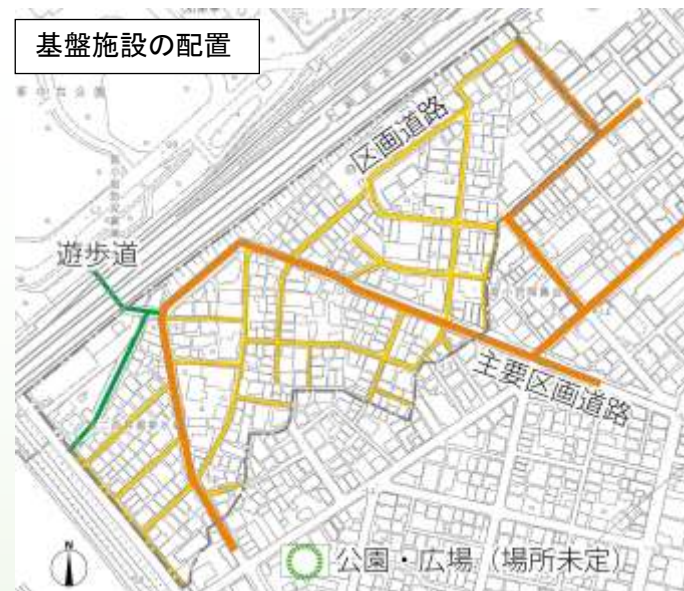 基盤施設の配置
区画道路
遊歩道
主要区画道路
N
公園・広場(場所未定)